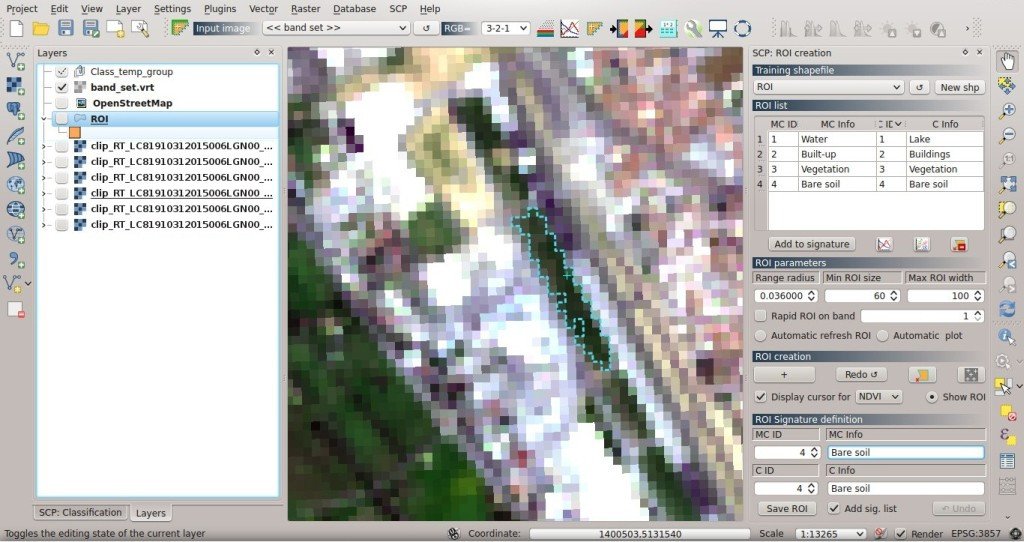 Project Edit View Layer Settings Plugins Vector Raster Database SCP Help
Input image << band set >> RGB= 3-2-1
Layers
Class_temp_group
band_set.vrt
OpenStreetMap
ROI
clip_RT_LC81910312015006LGN00_...
clip_RT_LC81910312015006LGN00_...
clip_RT_LC81910312015006LGN00_...
clip_RT_LC81910312015006LGN00_...
clip_RT_LC81910312015006LGN00_...
clip_RT_LC81910312015006LGN00_...
SCP: Classification Layers
SCP: ROI creation
Training shapefile
ROI New shp
ROI list
MC ID MC Info C Info
1 1 Water 1 Lake
2 2 Built-up 2 Buildings
3 3 Vegetation 3 Vegetation
4 4 Bare soil 4 Bare soil
Add to signature
ROI parameters
Range radius Min ROI size Max ROI width
0.036000 60 100
Rapid ROI on band 1
Automatic refresh ROI Automatic plot
ROI creation
+ Redo
Display cursor for NDVI Show ROI
ROI Signature definition
MC ID MC Info
4 Bare soil
C ID C Info
4 Bare soil
Save ROI Add sig. list Undo
Toggles the editing state of the current layer Coordinate: 1400503,5131540 Scale 1:13265 Render EPSG:3857